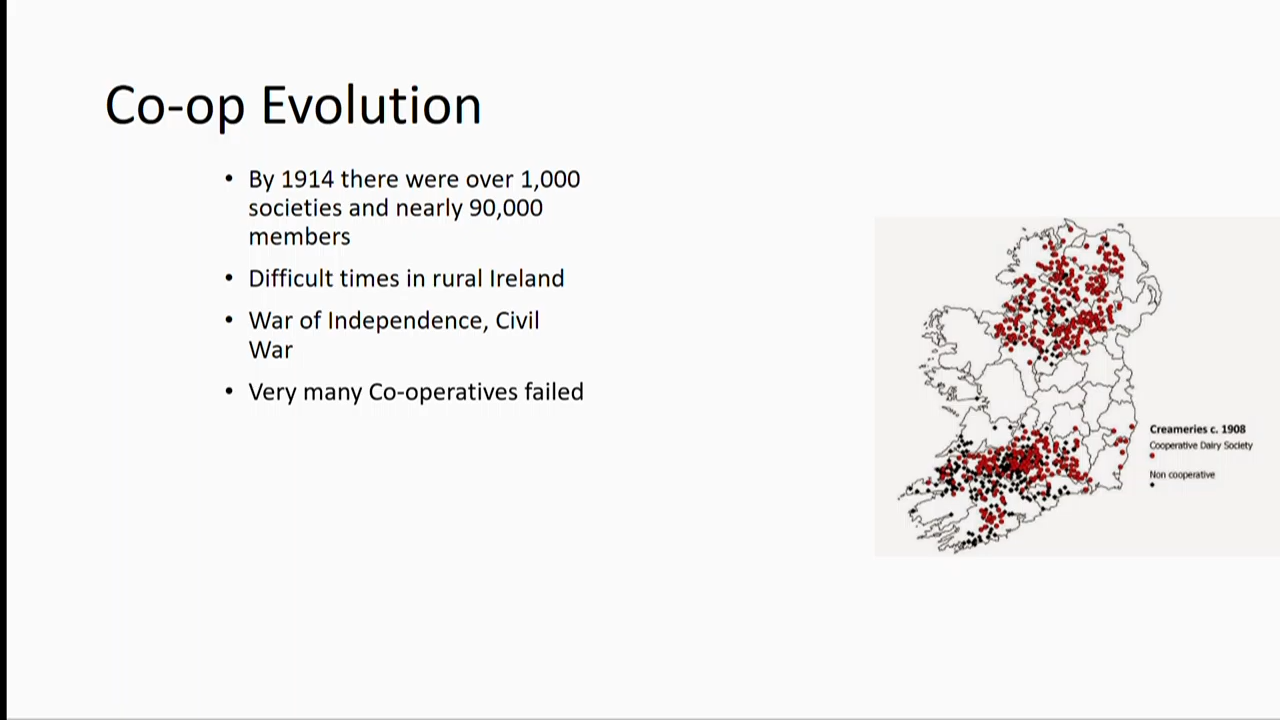 Co-op Evolution
• By 1914 there were over 1,000
societies and nearly 90,000
members
• Difficult times in rural Ireland
• War of Independence, Civil
War
• Very many Co-operatives failed
Creameries c. 1908
Cooperative Dairy Society
Non cooperative